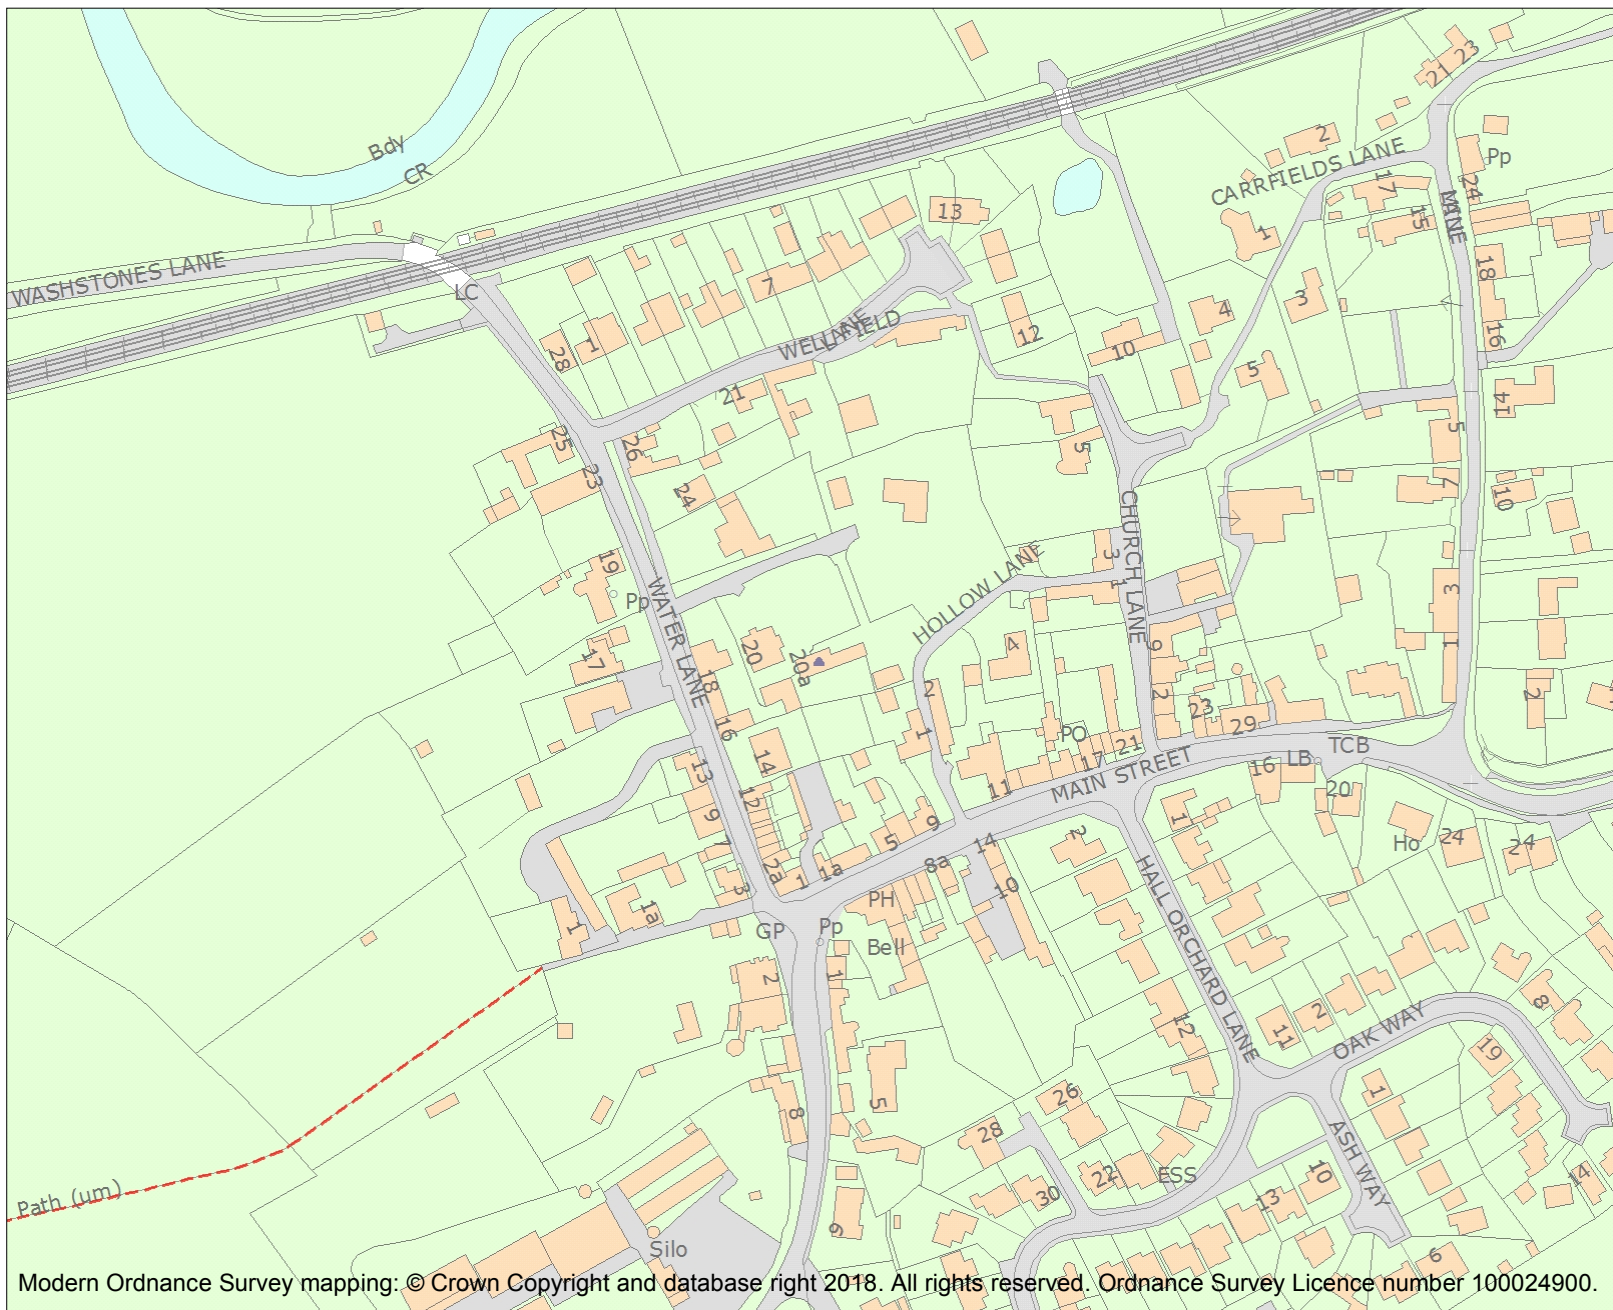 21 23
Bdy
CR
2
CARRFIELDS LANE
Pp
17
24
13
15
LANE
1
WASHSTONES LANE
LC
18
7
3
4
WELLFIELD
LANE
28
1
12
10
16
5
21
14
5
25
26
5
23
24
7
10
CHURCH LANE
19
3
HOLLOW LANE
1
3
Pp
WATER LANE
20
4
9
1
17
20a
18
2
2
23
2
16
1
PO
29
14
17
21
TCB
13
MAIN STREET
16
LB
12
11
20
9
9
1
2
7
5
14
Ho
24
24
2a
1a
8a
1
10
3
PH
HALL ORCHARD LANE
1a
1
GP
Pp
Bell
2
1
8
12
2
11
OAK WAY
19
26
1
8
5
28
ASH WAY
ESS
22
10
14
Path (um)
30
13
9
Silo
6
Modern Ordnance Survey mapping: © Crown Copyright and database right 2018. All rights reserved. Ordnance Survey Licence number 100024900.